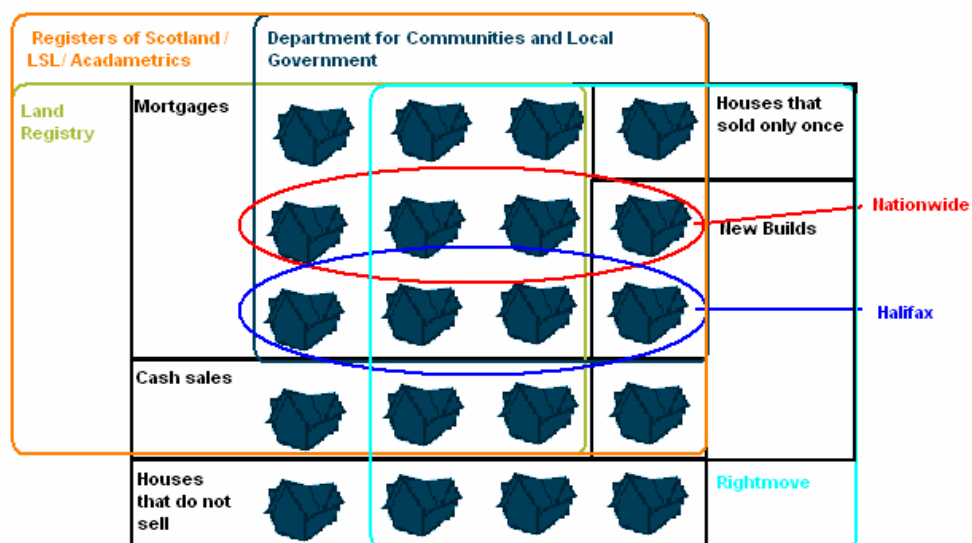 Registers of Scotland /
LSL/ Acadametrics
Department for Communities and Local
Government
Land
Registry
Mortgages
Houses that
sold only once
Nationwide
New Builds
Halifax
Cash sales
Houses
that do not
sell
Rightmove